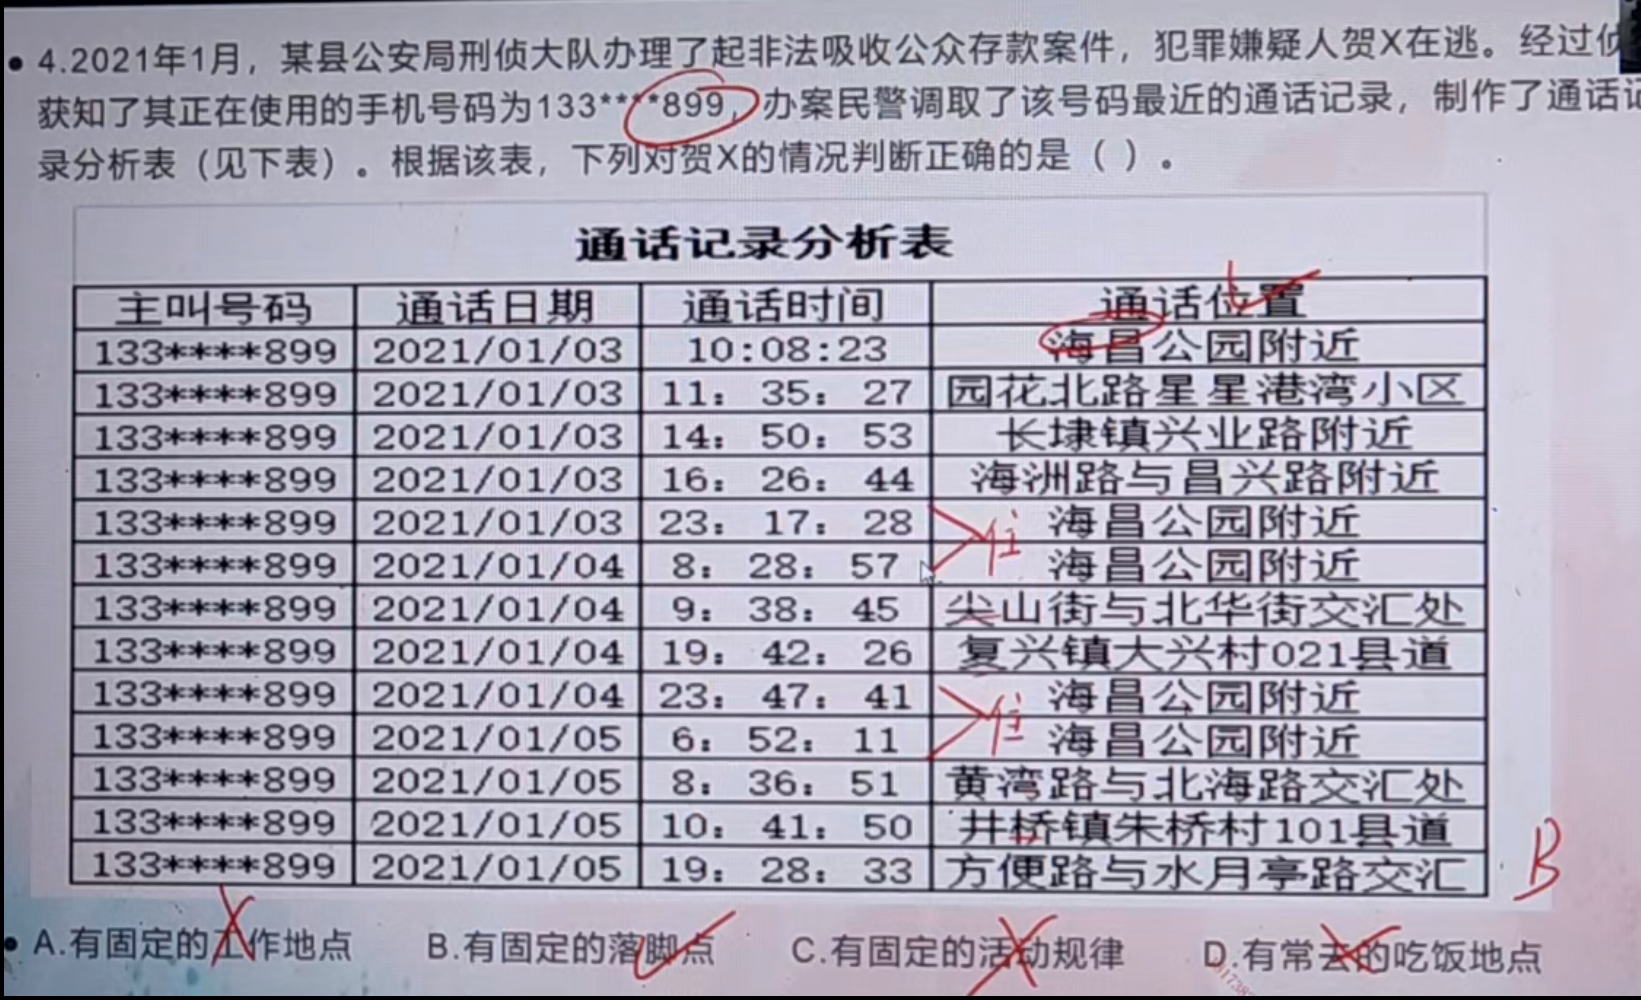 4.2021年1月，某县公安局刑侦大队办理了起非法吸收公众存款案件，犯罪嫌疑人贺X在逃。经过侦
获知了其正在使用的手机号码为133****899，办案民警调取了该号码最近的通话记录，制作了通话记
录分析表（见下表）。根据该表，下列对贺X的情况判断正确的是（ ）。
通话记录分析表
主叫号码 通话日期 通话时间 通话位置
133****899 2021/01/03 10:08:23 海昌公园附近
133****899 2021/01/03 11：35：27 园花北路星星港湾小区
133****899 2021/01/03 14：50：53 长埭镇兴业路附近
133****899 2021/01/03 16：26：44 海洲路与昌兴路附近
133****899 2021/01/03 23：17：28 海昌公园附近
住
133****899 2021/01/04 8：28：57 海昌公园附近
133****899 2021/01/04 9：38：45 尖山街与北华街交汇处
133****899 2021/01/04 19：42：26 复兴镇大兴村021县道
133****899 2021/01/04 23：47：41 海昌公园附近
住
133****899 2021/01/05 6：52：11 海昌公园附近
133****899 2021/01/05 8：36：51 黄湾路与北海路交汇处
133****899 2021/01/05 10：41：50 井桥镇朱桥村101县道
133****899 2021/01/05 19：28：33 方便路与水月亭路交汇
B
A.有固定的工作地点 B.有固定的落脚点 C.有固定的活动规律 D.有常去的吃饭地点